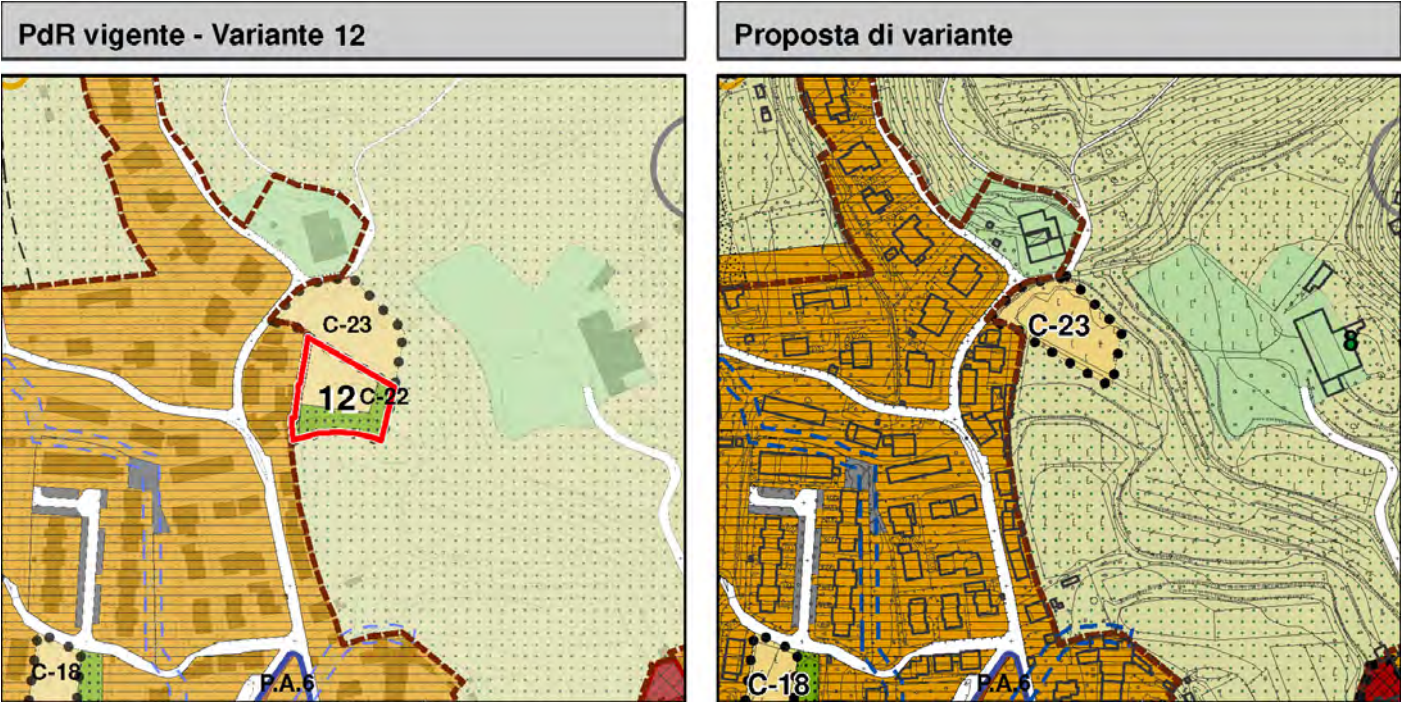 PdR vigente - Variante 12
C-23
12
C-22
C-18
P.A.6
Proposta di variante
C-23
8
C-18
P.A.6